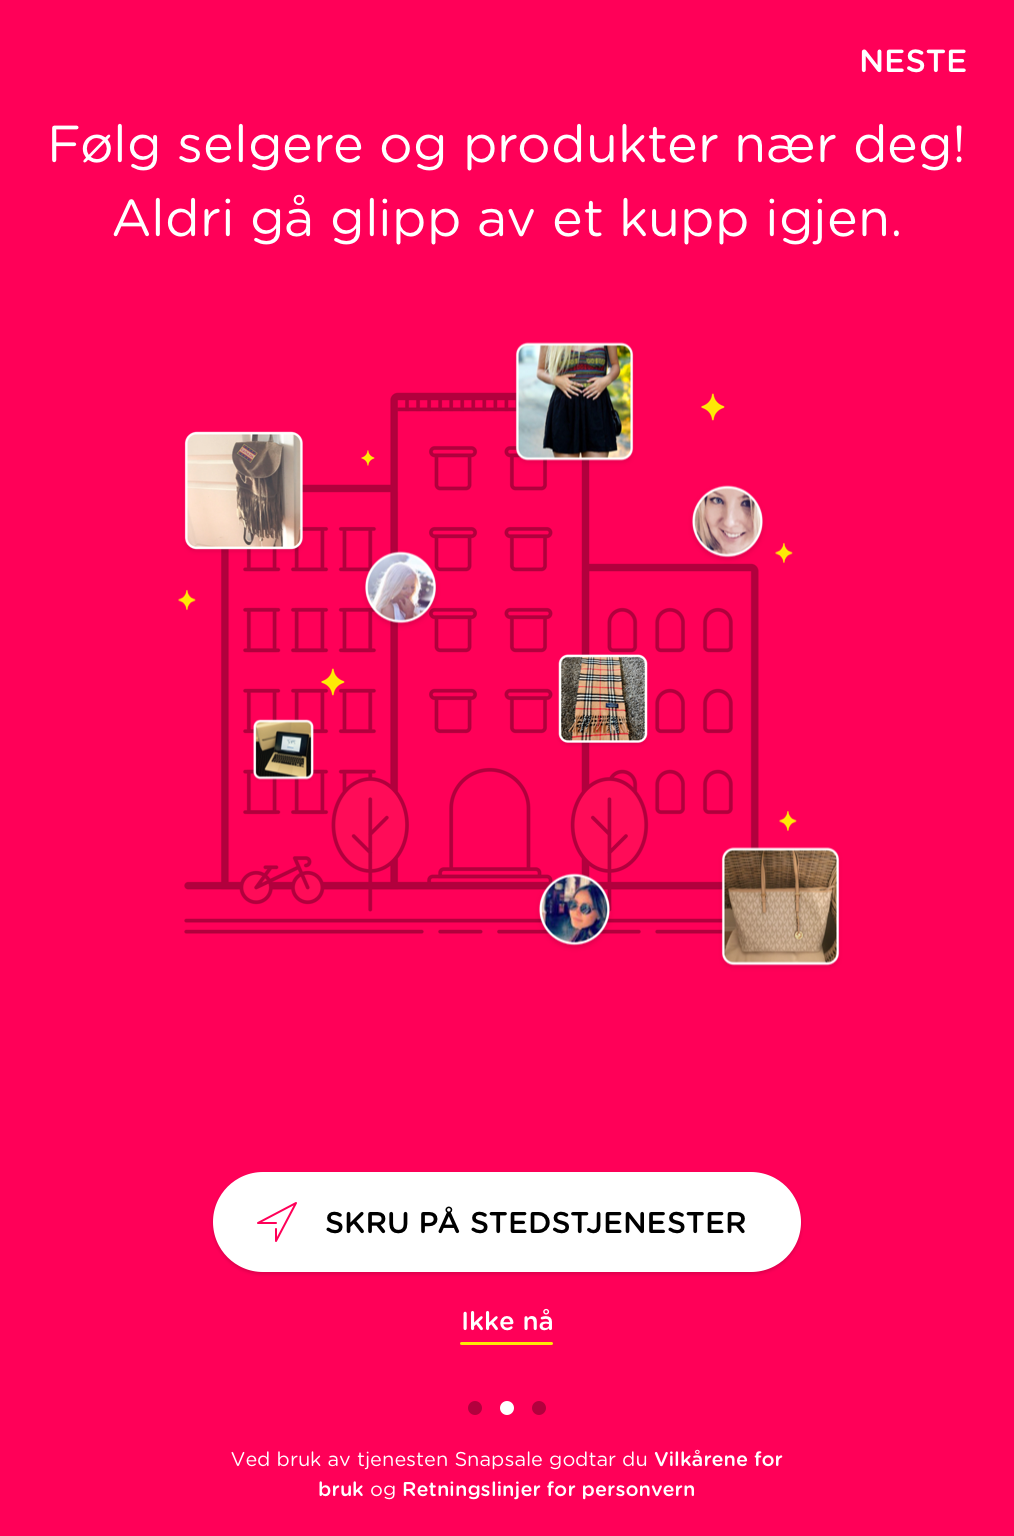 NESTE
Følg selgere og produkter nær deg!
Aldri gå glipp av et kupp igjen.
SKRU PÅ STEDSTJENESTER
Ikke nå
Ved bruk av tjenesten Snapsale godtar du Vilkårene for
bruk og Retningslinjer for personvern